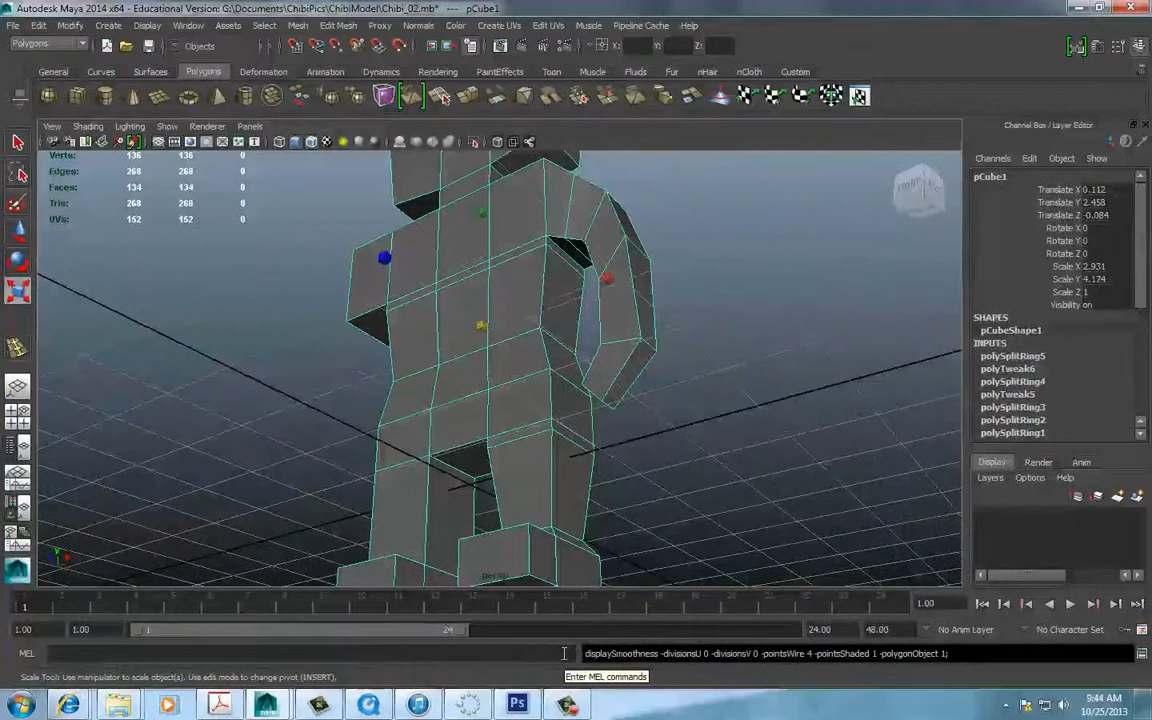 Autodesk Maya 2014 x64 - Educational Version: G:\Documents\ChibiPics\ChibiModel\Chibi_02.mb* --- pCube1
File Edit Modify Create Display Window Assets Select Mesh Edit Mesh Proxy Normals Color Create UVs Edit UVs Muscle Pipeline Cache Help
Polygons Objects X: Y: Z:
General Curves Surfaces Polygons Deformation Animation Dynamics Rendering PaintEffects Toon Muscle Fluids Fur nHair nCloth Custom
View Shading Lighting Show Renderer Panels
Channel Box / Layer Editor
Channels Edit Object Show
Verts: 136 136 0
Edges: 268 268 0
Faces: 134 134 0
Tris: 268 268 0
UVs: 152 152 0
pCube1
Translate X 0.112
Translate Y 2.458
Translate Z -0.084
Rotate X 0
Rotate Y 0
Rotate Z 0
Scale X 2.931
Scale Y 4.174
Scale Z 1
Visibility on
SHAPES
pCubeShape1
INPUTS
polySplitRing5
polyTweak6
polySplitRing4
polyTweak5
polySplitRing3
polySplitRing2
polySplitRing1
Display Render Anim
Layers Options Help
persp
1 1.00
1.00 1.00 1 24 24.00 48.00 No Anim Layer No Character Set
MEL displaySmoothness -divisionsU 0 -divisionsV 0 -pointsWire 4 -pointsShaded 1 -polygonObject 1;
Scale Tool: Use manipulator to scale object(s). Use edit mode to change pivot (INSERT).
Enter MEL commands
9:44 AM
10/25/2013